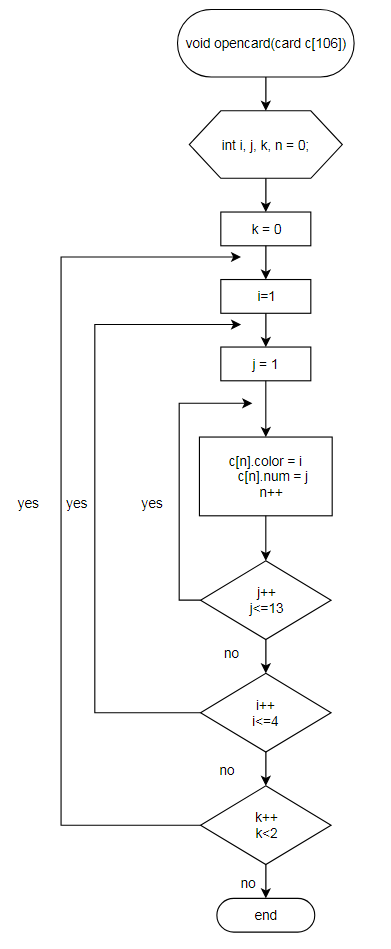 void opencard(card c[106])
int i, j, k, n = 0;
k = 0
i=1
j = 1
c[n].color = i
c[n].num = j
n++
yes
yes
yes
j++
j<=13
no
i++
i<=4
no
k++
k<2
no
end